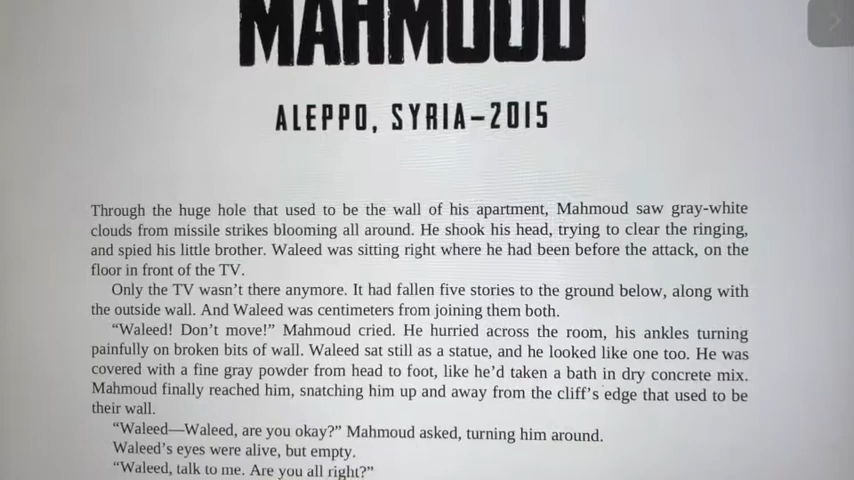 MAHMOUD
ALEPPO, SYRIA–2015
Through the huge hole that used to be the wall of his apartment, Mahmoud saw gray-white
clouds from missile strikes blooming all around. He shook his head, trying to clear the ringing,
and spied his little brother. Waleed was sitting right where he had been before the attack, on the
floor in front of the TV.
Only the TV wasn’t there anymore. It had fallen five stories to the ground below, along with
the outside wall. And Waleed was centimeters from joining them both.
“Waleed! Don’t move!” Mahmoud cried. He hurried across the room, his ankles turning
painfully on broken bits of wall. Waleed sat still as a statue, and he looked like one too. He was
covered with a fine gray powder from head to foot, like he’d taken a bath in dry concrete mix.
Mahmoud finally reached him, snatching him up and away from the cliff’s edge that used to be
their wall.
“Waleed—Waleed, are you okay?” Mahmoud asked, turning him around.
Waleed’s eyes were alive, but empty.
“Waleed, talk to me. Are you all right?”